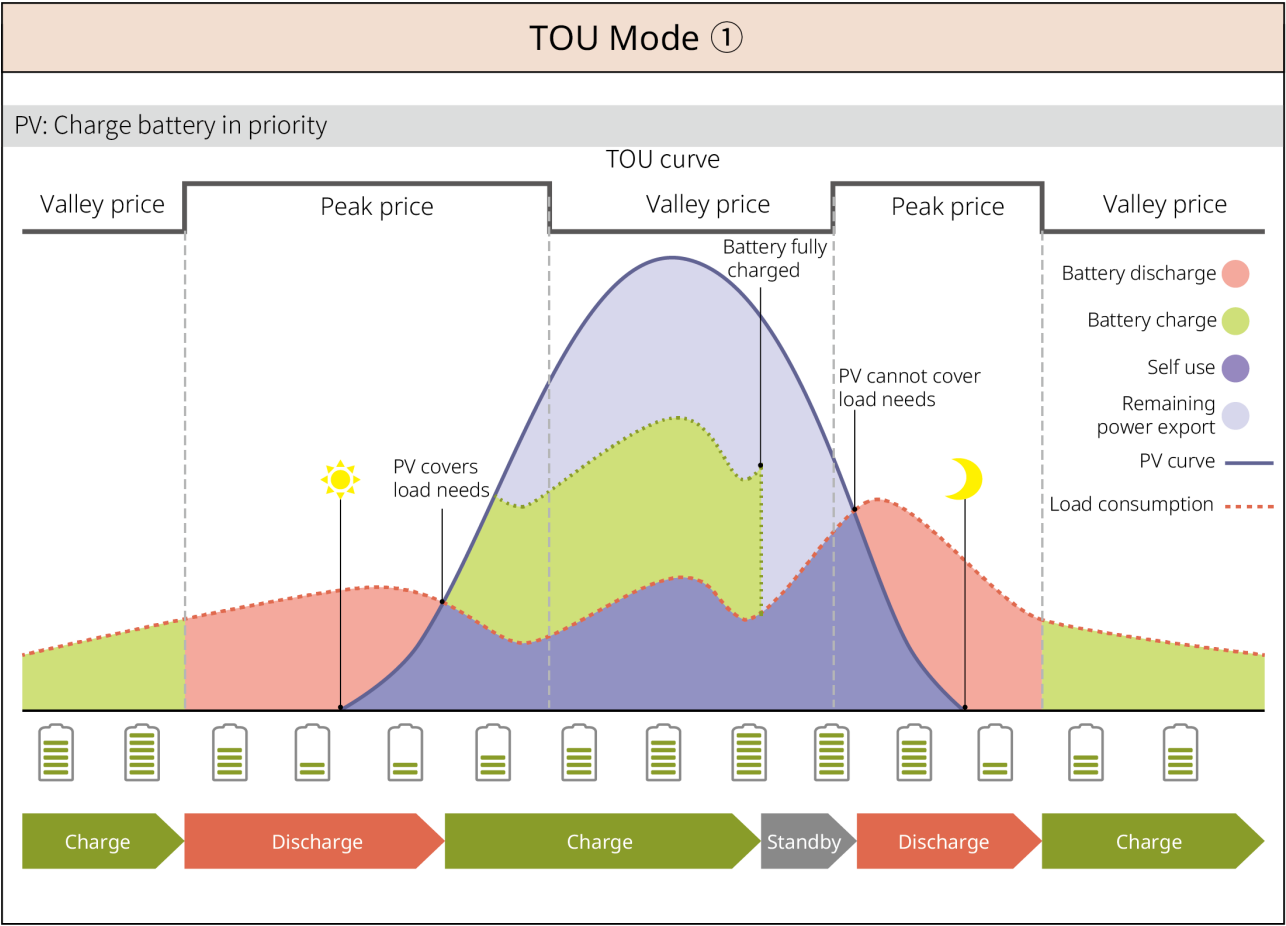 TOU Mode ①
PV: Charge battery in priority
TOU curve
Valley price
Peak price
Valley price
Peak price
Valley price
Battery fully
charged
Battery discharge
Battery charge
Self use
Remaining
power export
PV curve
Load consumption
PV cannot cover
load needs
PV covers
load needs
Charge
Discharge
Charge
Standby
Discharge
Charge